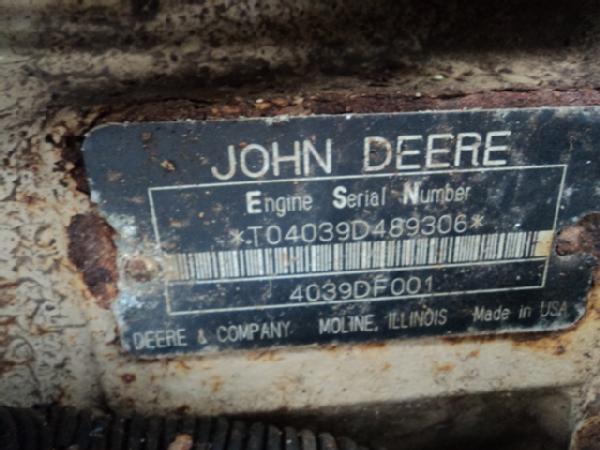 JOHN DEERE
Engine Serial Number
*T04039D489306*
4039DF001
DEERE & COMPANY MOLINE, ILLINOIS Made in USA